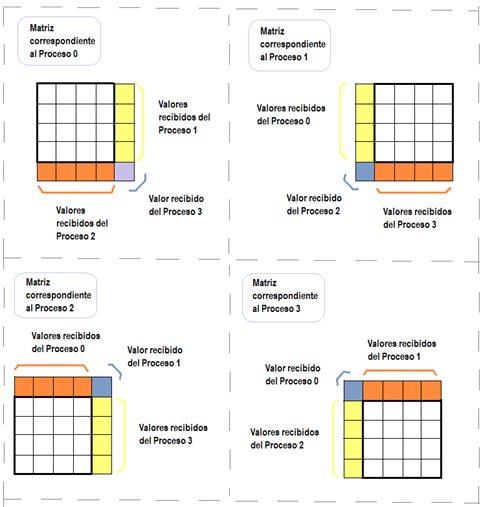 Matriz
correspondiente
al Proceso 0
Valores
recibidos del
Proceso 1
Valores
recibidos del
Proceso 2
Valor recibido
del Proceso 3
Matriz
correspondiente
al Proceso 1
Valores recibidos
del Proceso 0
Valor recibido
del Proceso 2
Valores recibidos
del Proceso 3
Matriz
correspondiente
al Proceso 2
Valores recibidos
del Proceso 0
Valor recibido
del Proceso 1
Valores recibidos
del Proceso 3
Matriz
correspondiente
al Proceso 3
Valores recibidos
del Proceso 1
Valor recibido
del Proceso 0
Valores recibidos
del Proceso 2